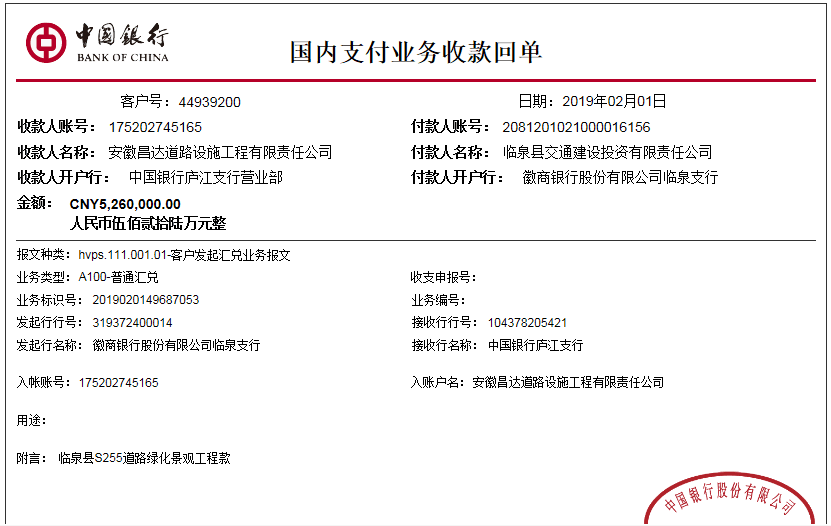 中国银行
BANK OF CHINA
国内支付业务收款回单
客户号：44939200 日期：2019年02月01日
收款人账号：175202745165 付款人账号：2081201021000016156
收款人名称：安徽昌达道路设施工程有限责任公司 付款人名称：临泉县交通建设投资有限责任公司
收款人开户行：中国银行庐江支行营业部 付款人开户行：徽商银行股份有限公司临泉支行
金额：CNY5,260,000.00
人民币伍佰贰拾陆万元整
报文种类：hvps.111.001.01-客户发起汇兑业务报文
业务类型：A100-普通汇兑 收支申报号：
业务标识号：2019020149687053 业务编号：
发起行行号：319372400014 接收行行号：104378205421
发起行名称：徽商银行股份有限公司临泉支行 接收行名称：中国银行庐江支行
入帐账号：175202745165 入账户名：安徽昌达道路设施工程有限责任公司
用途：
附言：临泉县S255道路绿化景观工程款
中国银行股份有限公司